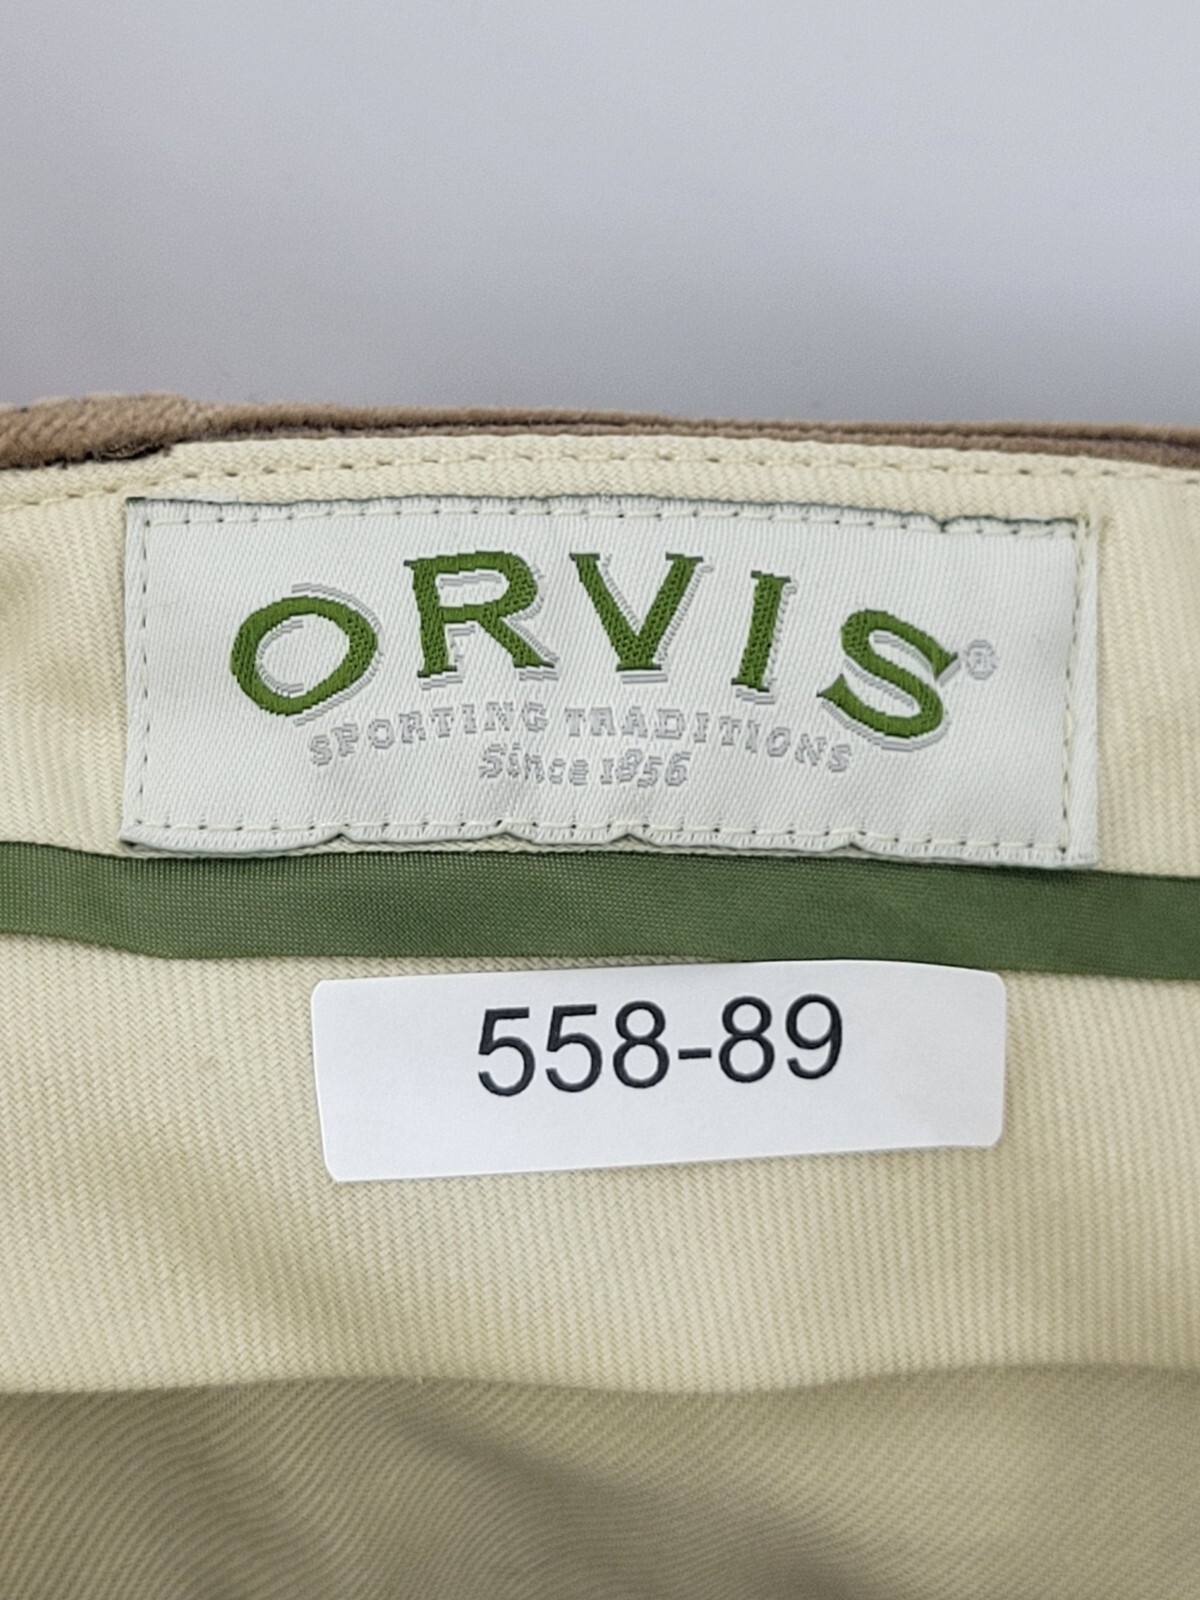 ORVIS®
SPORTING TRADITIONS
Since 1856
558-89